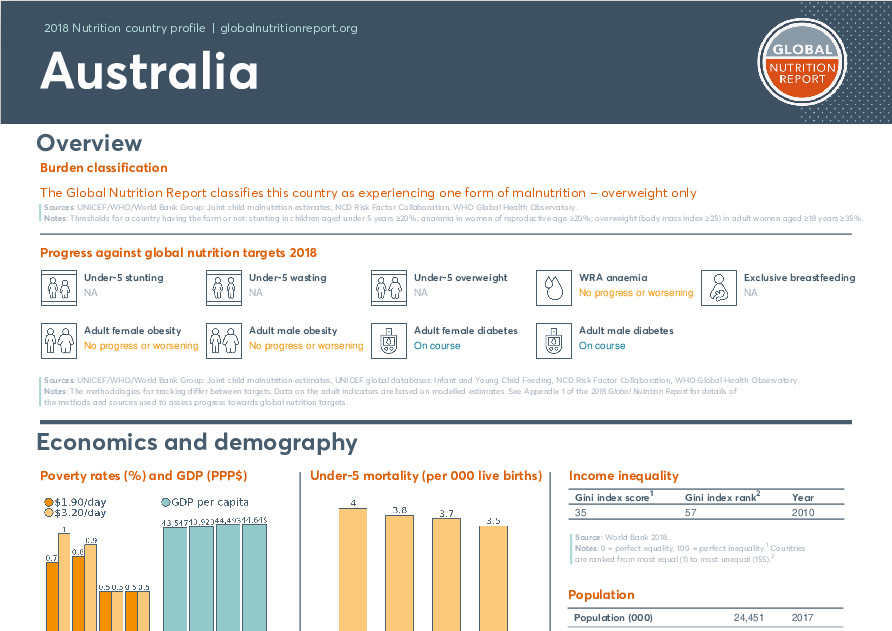 2018 Nutrition country profile | globalnutritionreport.org
Australia
GLOBAL
NUTRITION
REPORT
Overview
Burden classification
The Global Nutrition Report classifies this country as experiencing one form of malnutrition – overweight only
Sources: UNICEF/WHO/World Bank Group: Joint child malnutrition estimates, NCD Risk Factor Collaboration, WHO Global Health Observatory.
Notes: Thresholds for a country having the form or not: stunting in children aged under 5 years ≥20%; anaemia in women of reproductive age ≥20%; overweight (body mass index ≥25) in adult women aged ≥18 years ≥35%.
Progress against global nutrition targets 2018
Under-5 stunting
NA
Under-5 wasting
NA
Under-5 overweight
NA
WRA anaemia
No progress or worsening
Exclusive breastfeeding
NA
Adult female obesity
No progress or worsening
Adult male obesity
No progress or worsening
Adult female diabetes
On course
Adult male diabetes
On course
Sources: UNICEF/WHO/World Bank Group: Joint child malnutrition estimates, UNICEF global databases: Infant and Young Child Feeding, NCD Risk Factor Collaboration, WHO Global Health Observatory.
Notes: The methodologies for tracking differ between targets. Data on the adult indicators are based on modelled estimates. See Appendix 1 of the 2018 Global Nutrition Report for details of
the methods and sources used to assess progress towards global nutrition targets.
Economics and demography
Poverty rates (%) and GDP (PPP$)
$1.90/day
$3.20/day
GDP per capita
0.7 1 0.8 0.9 0.5 0.5 0.5 0.5
43,547 43,920 44,493 44,649
Under-5 mortality (per 000 live births)
4 3.8 3.7 3.5
Income inequality
Gini index score1 Gini index rank2 Year
35 57 2010
Source: World Bank 2018.
Notes: 0 = perfect equality, 100 = perfect inequality.1 Countries
are ranked from most equal (1) to most unequal (155).2
Population
Population (000) 24,451 2017